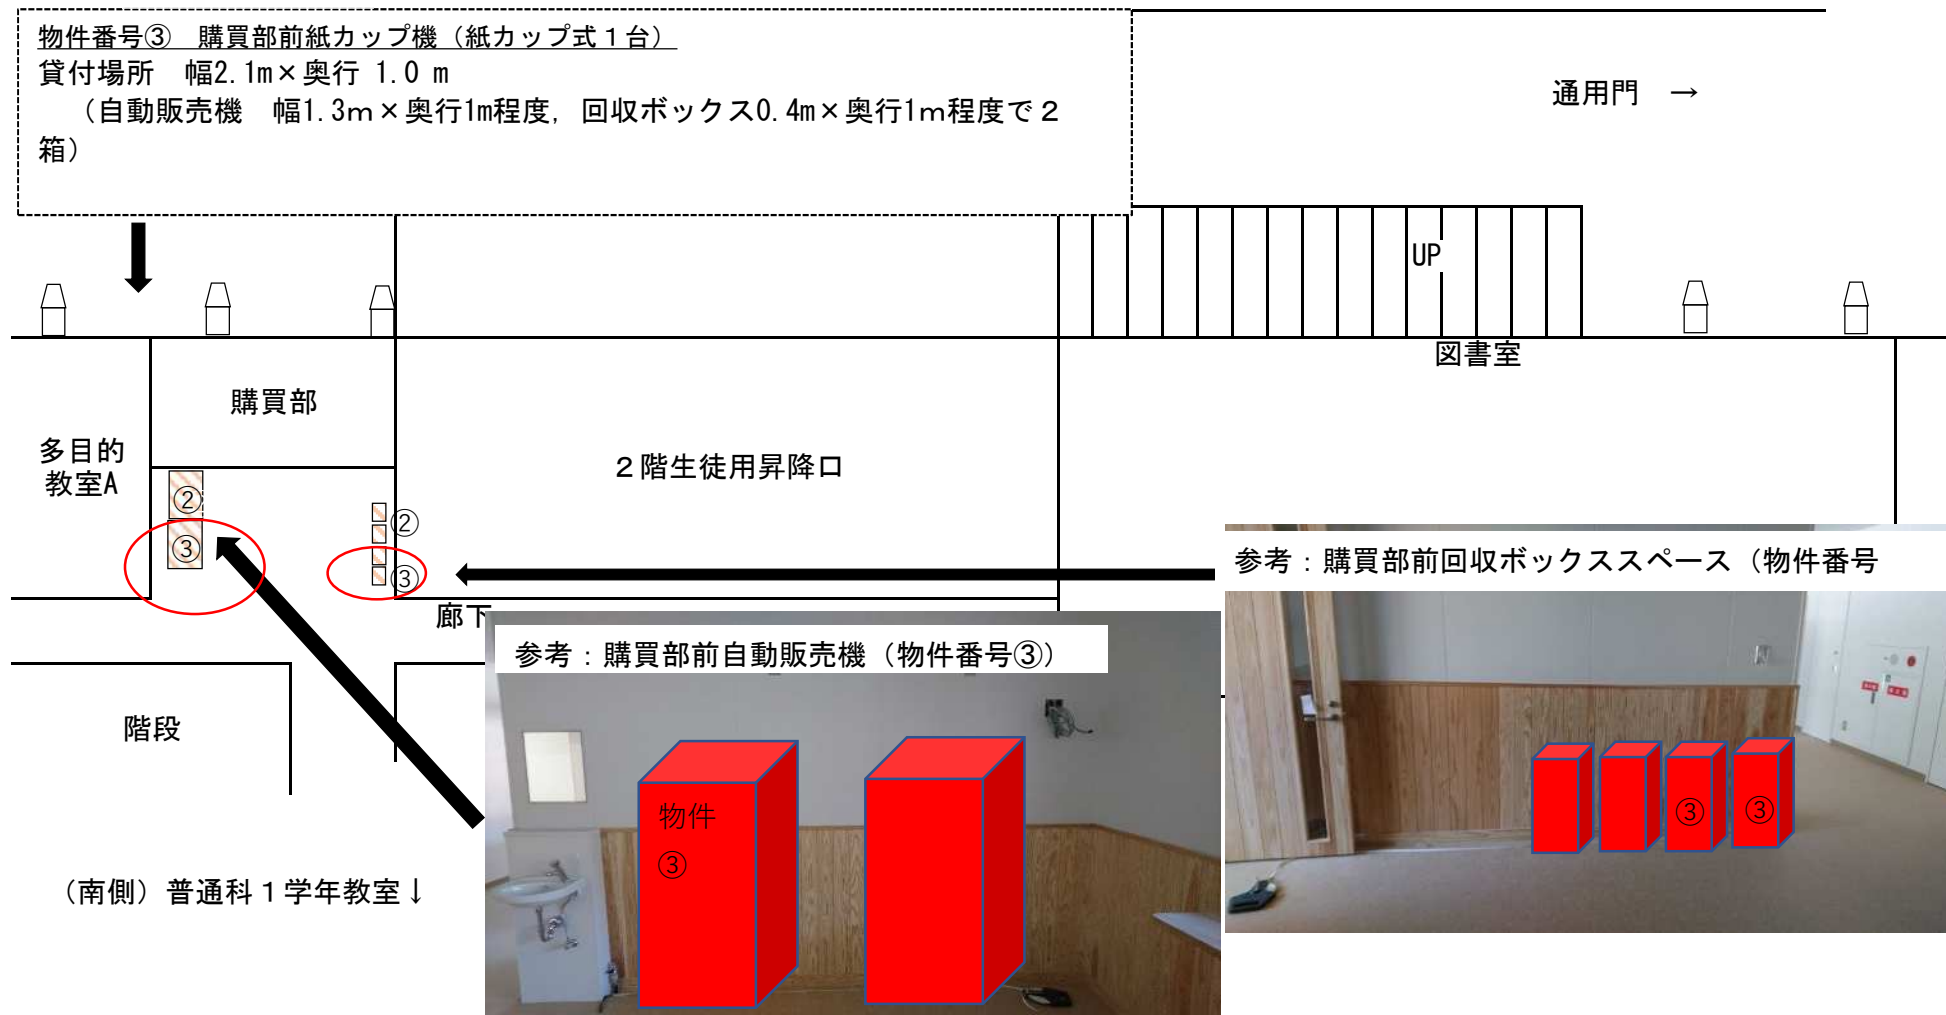 物件番号③　購買部前紙カップ機（紙カップ式１台）
貸付場所　幅2.1m×奥行 1.0 m
（自動販売機　幅1.3ｍ×奥行1m程度，回収ボックス0.4m×奥行1ｍ程度で２
箱）
通用門　→
UP
図書室
購買部
多目的
教室A
２階生徒用昇降口
②
③
②
③
廊下
参考：購買部前回収ボックススペース（物件番号
参考：購買部前自動販売機（物件番号③）
階段
物件
③
③
③
（南側）普通科１学年教室↓